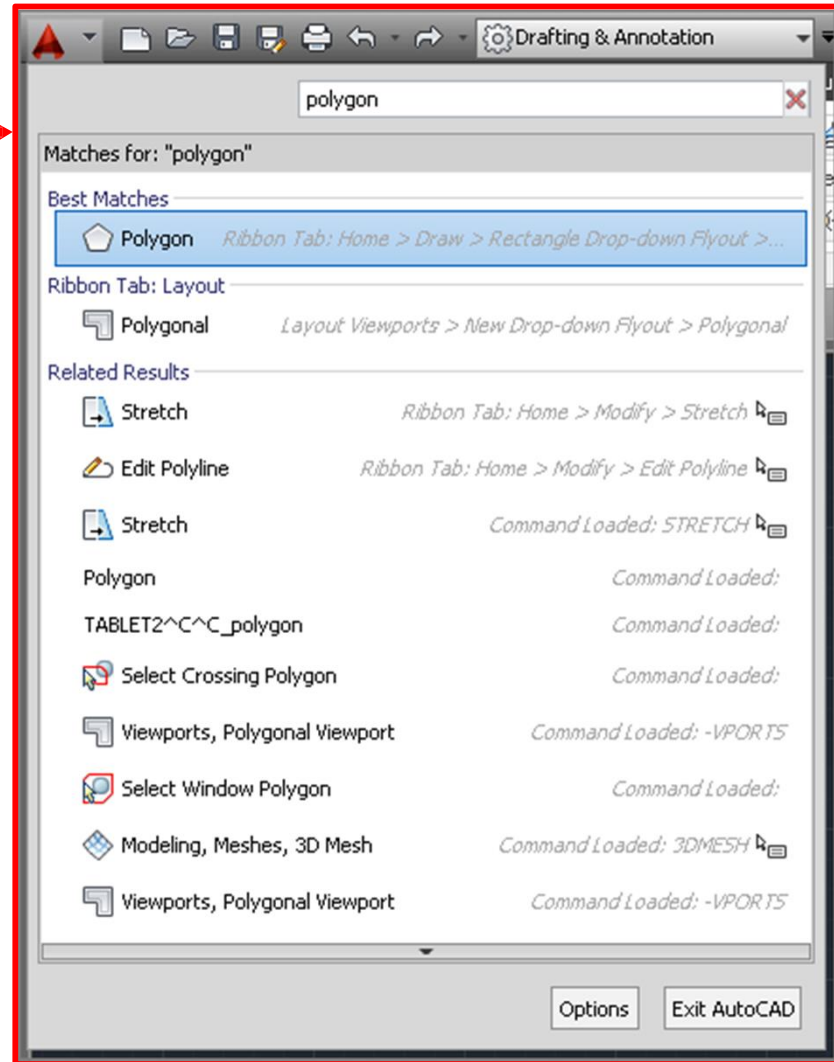 Drafting & Annotation
polygon
Matches for: "polygon"
Best Matches
Polygon Ribbon Tab: Home > Draw > Rectangle Drop-down Flyout >...
Ribbon Tab: Layout
Polygonal Layout Viewports > New Drop-down Flyout > Polygonal
Related Results
Stretch Ribbon Tab: Home > Modify > Stretch
Edit Polyline Ribbon Tab: Home > Modify > Edit Polyline
Stretch Command Loaded: STRETCH
Polygon Command Loaded:
TABLET2^C^C_polygon Command Loaded:
Select Crossing Polygon Command Loaded:
Viewports, Polygonal Viewport Command Loaded: -VPORTS
Select Window Polygon Command Loaded:
Modeling, Meshes, 3D Mesh Command Loaded: 3DMESH
Viewports, Polygonal Viewport Command Loaded: -VPORTS
Options Exit AutoCAD